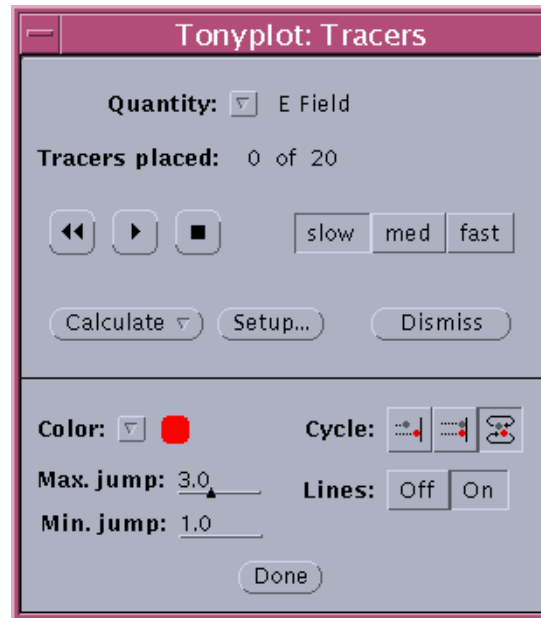 Tonyplot: Tracers
Quantity: E Field
Tracers placed: 0 of 20
slow med fast
Calculate Setup... Dismiss
Color: Cycle:
Max. jump: 3.0 Lines: Off On
Min. jump: 1.0
Done